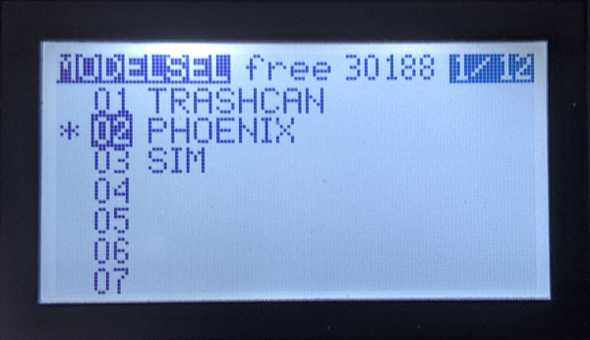 MODELSEL free 30188 1/12
01 TRASHCAN
* 02 PHOENIX
03 SIM
04
05
06
07